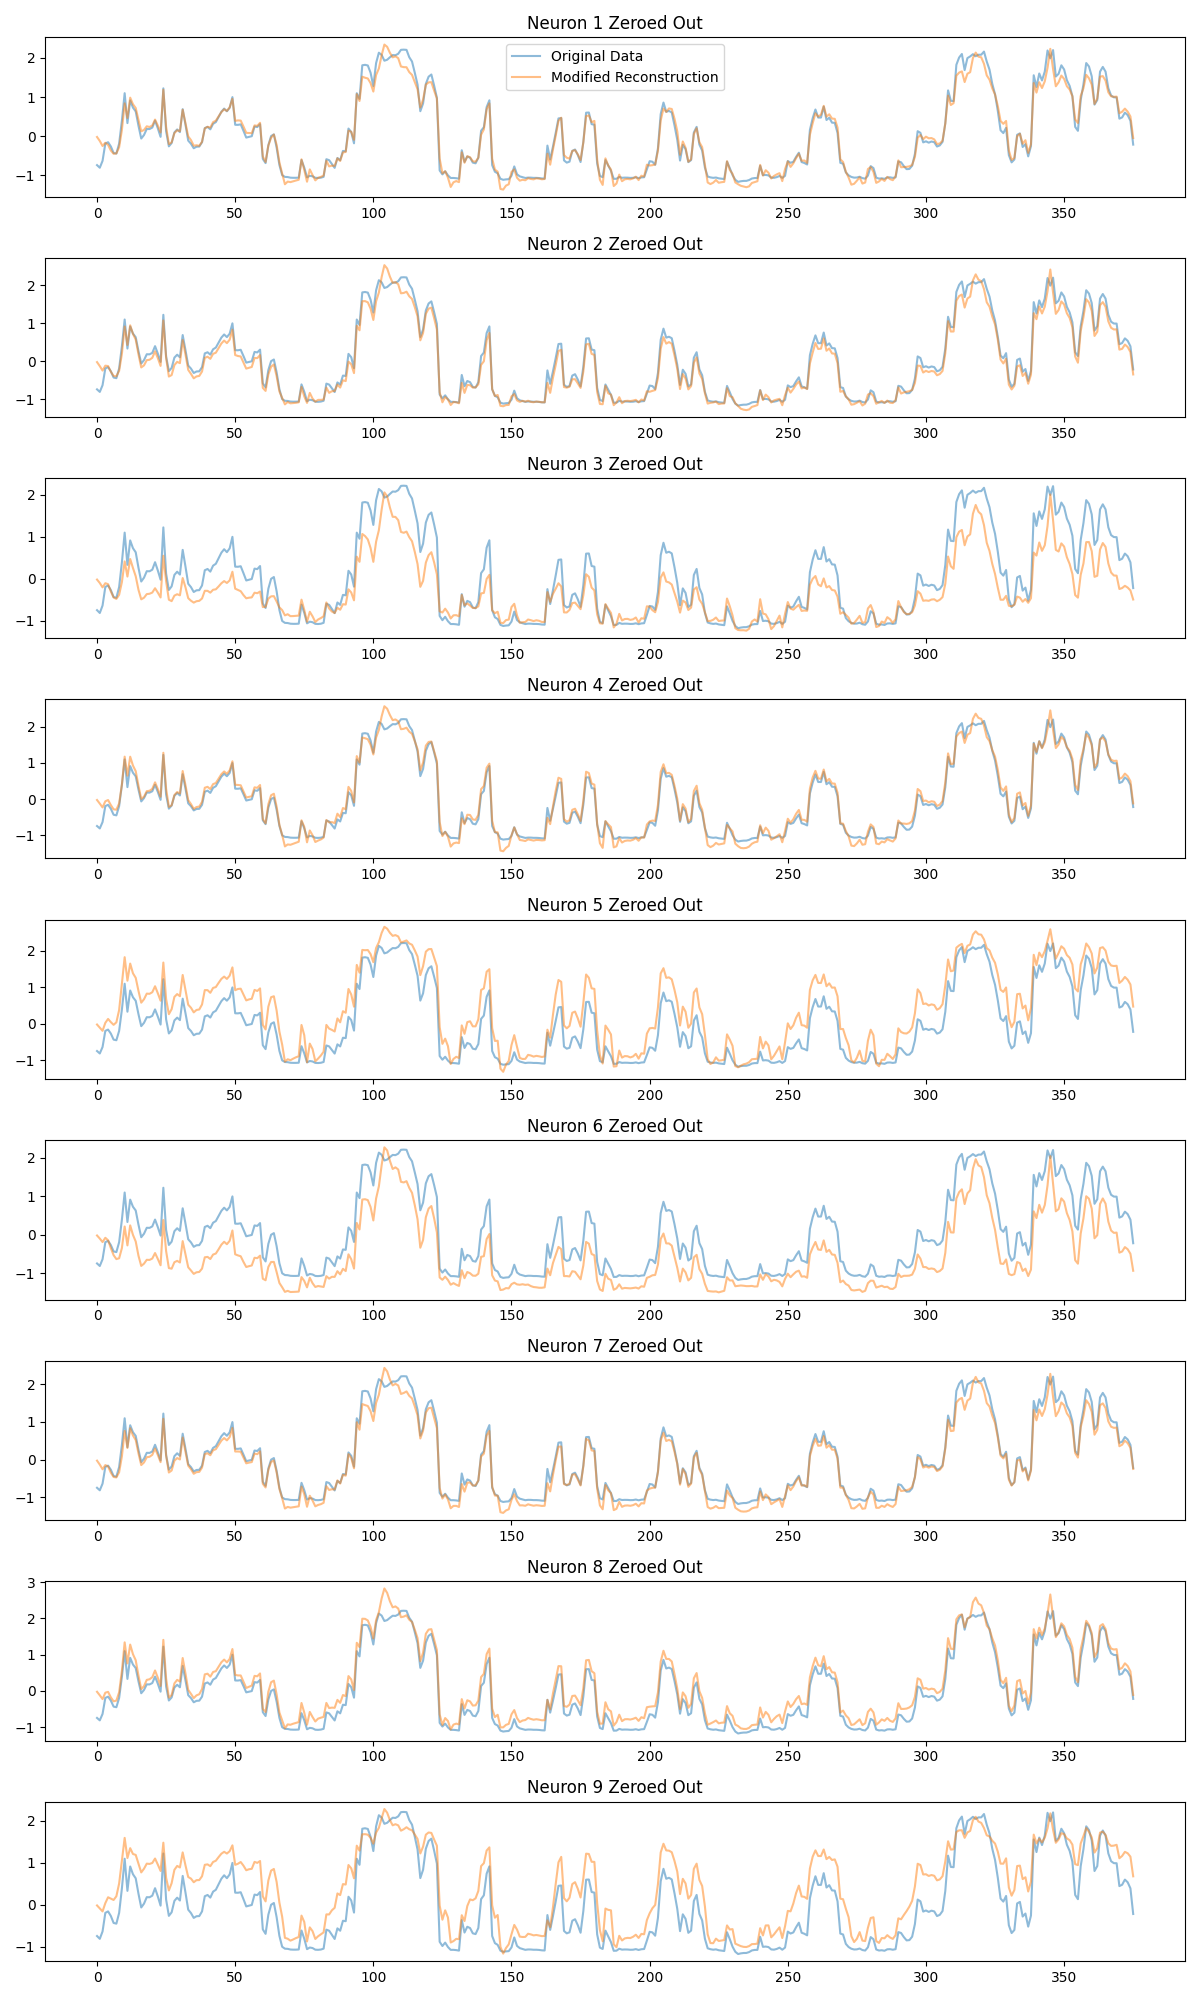 Neuron 1 Zeroed Out
Original Data
Modified Reconstruction
2
1
0
−1
0 50 100 150 200 250 300 350
Neuron 2 Zeroed Out
2
1
0
−1
0 50 100 150 200 250 300 350
Neuron 3 Zeroed Out
2
1
0
−1
0 50 100 150 200 250 300 350
Neuron 4 Zeroed Out
2
1
0
−1
0 50 100 150 200 250 300 350
Neuron 5 Zeroed Out
2
1
0
−1
0 50 100 150 200 250 300 350
Neuron 6 Zeroed Out
2
1
0
−1
0 50 100 150 200 250 300 350
Neuron 7 Zeroed Out
2
1
0
−1
0 50 100 150 200 250 300 350
Neuron 8 Zeroed Out
3
2
1
0
−1
0 50 100 150 200 250 300 350
Neuron 9 Zeroed Out
2
1
0
−1
0 50 100 150 200 250 300 350